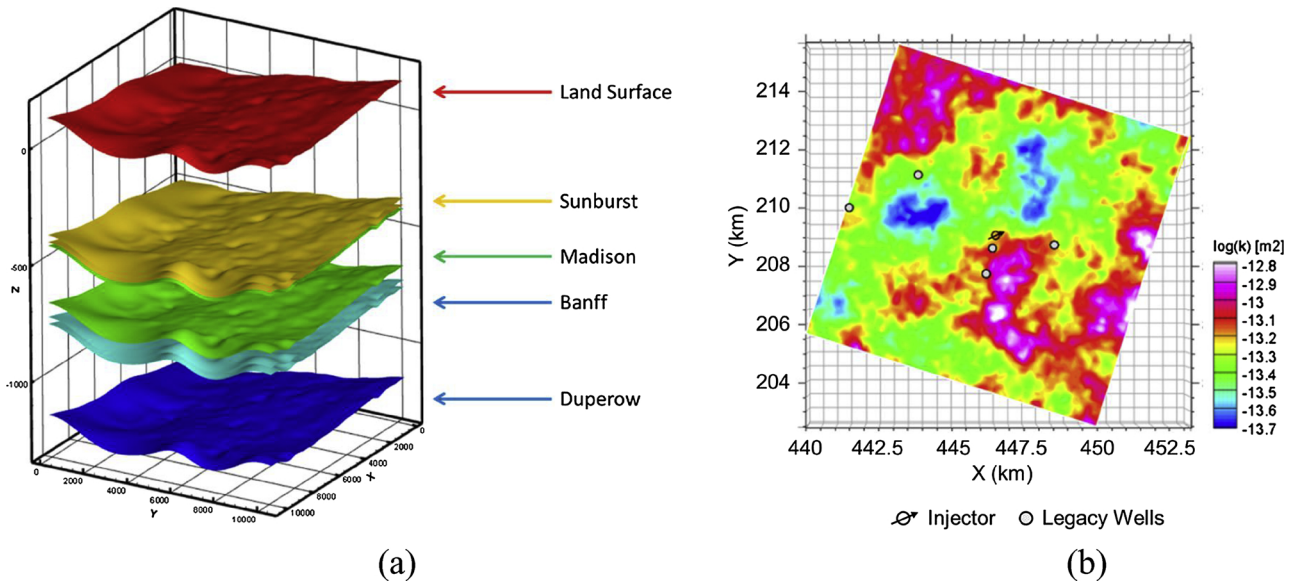 Land Surface
Sunburst
Madison
Banff
Duperow
0
-500
Z
-1000
0
2000
4000
6000
8000
10000
Y
0
2000
4000
6000
8000
10000
X
(a)
214
212
210
208
206
204
Y (km)
440
442.5
445
447.5
450
452.5
X (km)
log(k) [m2]
-12.8
-12.9
-13
-13.1
-13.2
-13.3
-13.4
-13.5
-13.6
-13.7
Injector
Legacy Wells
(b)